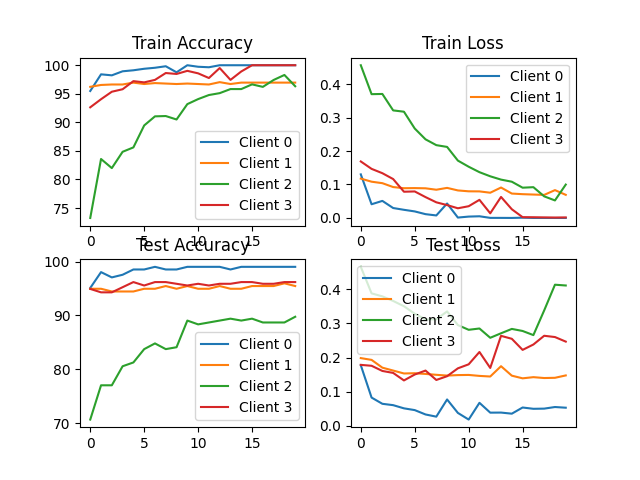 Train Accuracy
100
95
90
85
80
75
0
5
10
15
Client 0
Client 1
Client 2
Client 3
Train Loss
0.4
0.3
0.2
0.1
0.0
0
5
10
15
Client 0
Client 1
Client 2
Client 3
Test Accuracy
100
90
80
70
0
5
10
15
Client 0
Client 1
Client 2
Client 3
Test Loss
0.4
0.3
0.2
0.1
0.0
0
5
10
15
Client 0
Client 1
Client 2
Client 3